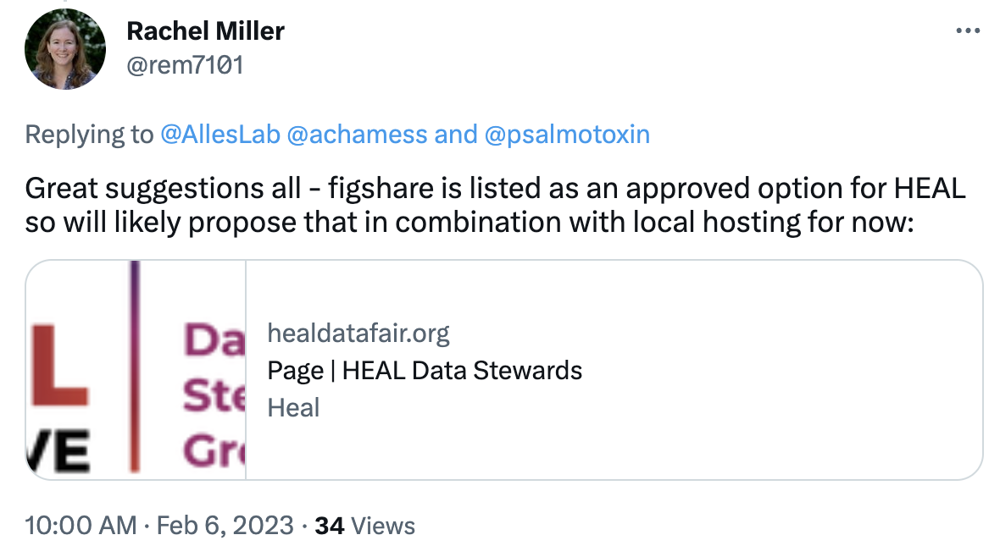 Rachel Miller
@rem7101
Replying to @AllesLab @achamess and @psalmotoxin
Great suggestions all - figshare is listed as an approved option for HEAL
so will likely propose that in combination with local hosting for now:
L
VE
Da
Ste
Gr
healdatafair.org
Page | HEAL Data Stewards
Heal
10:00 AM · Feb 6, 2023 · 34 Views